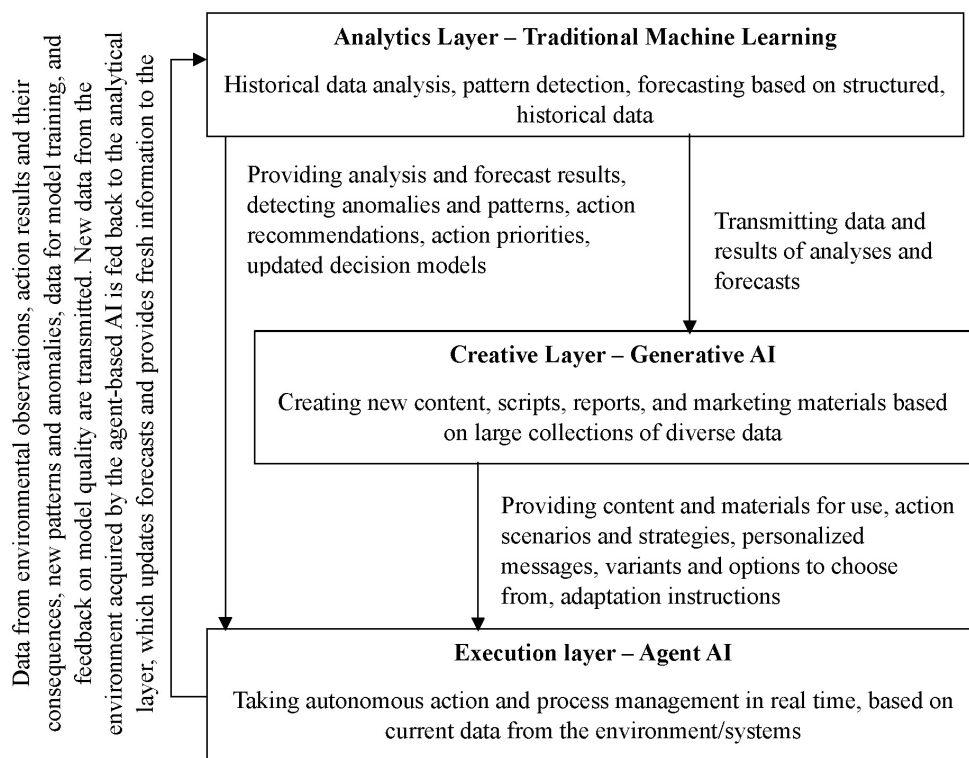 Analytics Layer – Traditional Machine Learning
Historical data analysis, pattern detection, forecasting based on structured,
historical data
Providing analysis and forecast results,
detecting anomalies and patterns, action
recommendations, action priorities,
updated decision models
Transmitting data and
results of analyses and
forecasts
Creative Layer – Generative AI
Creating new content, scripts, reports, and marketing materials based
on large collections of diverse data
Providing content and materials for use, action
scenarios and strategies, personalized
messages, variants and options to choose
from, adaptation instructions
Execution layer – Agent AI
Taking autonomous action and process management in real time, based on
current data from the environment/systems
Data from environmental observations, action results and their
consequences, new patterns and anomalies, data for model training, and
feedback on model quality are transmitted. New data from the
environment acquired by the agent-based AI is fed back to the analytical
layer, which updates forecasts and provides fresh information to the